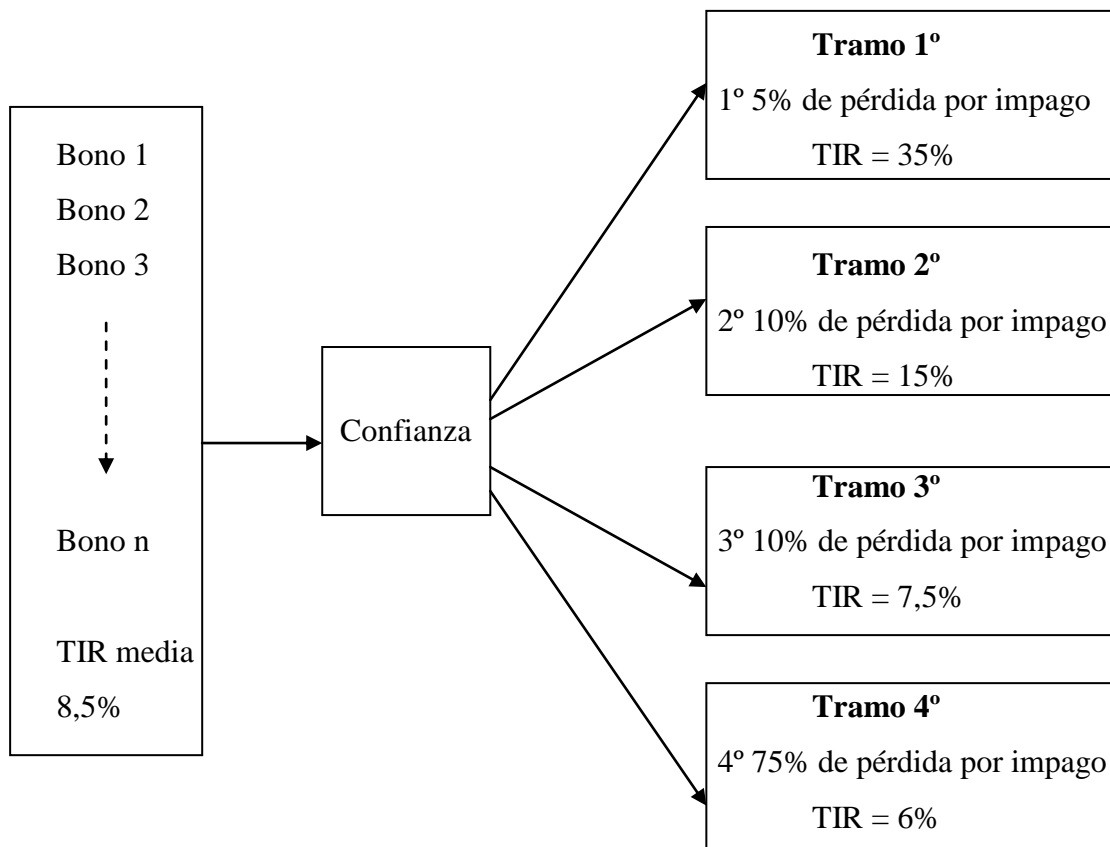 Bono 1
Bono 2
Bono 3
Bono n
TIR media
8,5%
Confianza
Tramo 1º
1º 5% de pérdida por impago
TIR = 35%
Tramo 2º
2º 10% de pérdida por impago
TIR = 15%
Tramo 3º
3º 10% de pérdida por impago
TIR = 7,5%
Tramo 4º
4º 75% de pérdida por impago
TIR = 6%